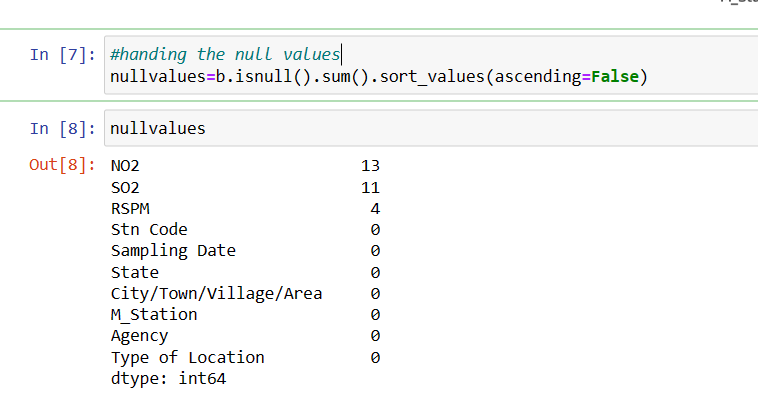 In [7]: #handing the null values
nullvalues=b.isnull().sum().sort_values(ascending=False)
In [8]: nullvalues
Out[8]: NO2 13
SO2 11
RSPM 4
Stn Code 0
Sampling Date 0
State 0
City/Town/Village/Area 0
M_Station 0
Agency 0
Type of Location 0
dtype: int64